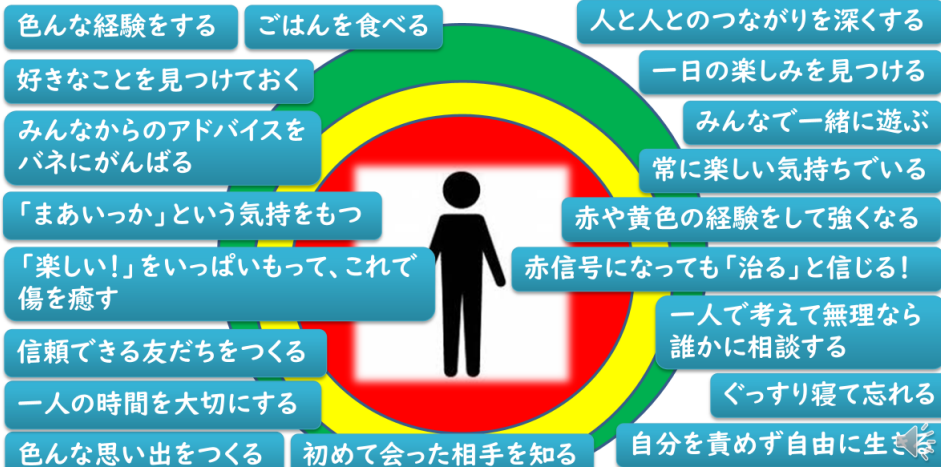 色んな経験をする
ごはんを食べる
好きなことを見つけておく
みんなからのアドバイスを
バネにがんばる
「まあいっか」という気持をもつ
「楽しい!」をいっぱいもって、これで
傷を癒す
信頼できる友だちをつくる
一人の時間を大切にする
色んな思い出をつくる
初めて会った相手を知る
人と人とのつながりを深くする
一日の楽しみを見つける
みんなで一緒に遊ぶ
常に楽しい気持ちでいる
赤や黄色の経験をして強くなる
赤信号になっても「治る」と信じる!
一人で考えて無理なら
誰かに相談する
ぐっすり寝て忘れる
自分を責めず自由に生き